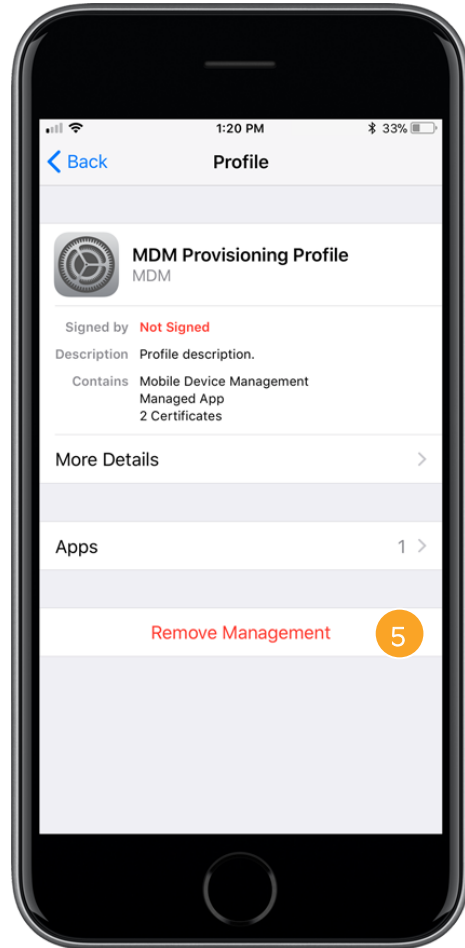 1:20 PM 33%
Back Profile
MDM Provisioning Profile
MDM
Signed by Not Signed
Description Profile description.
Contains Mobile Device Management
Managed App
2 Certificates
More Details
Apps 1
Remove Management 5